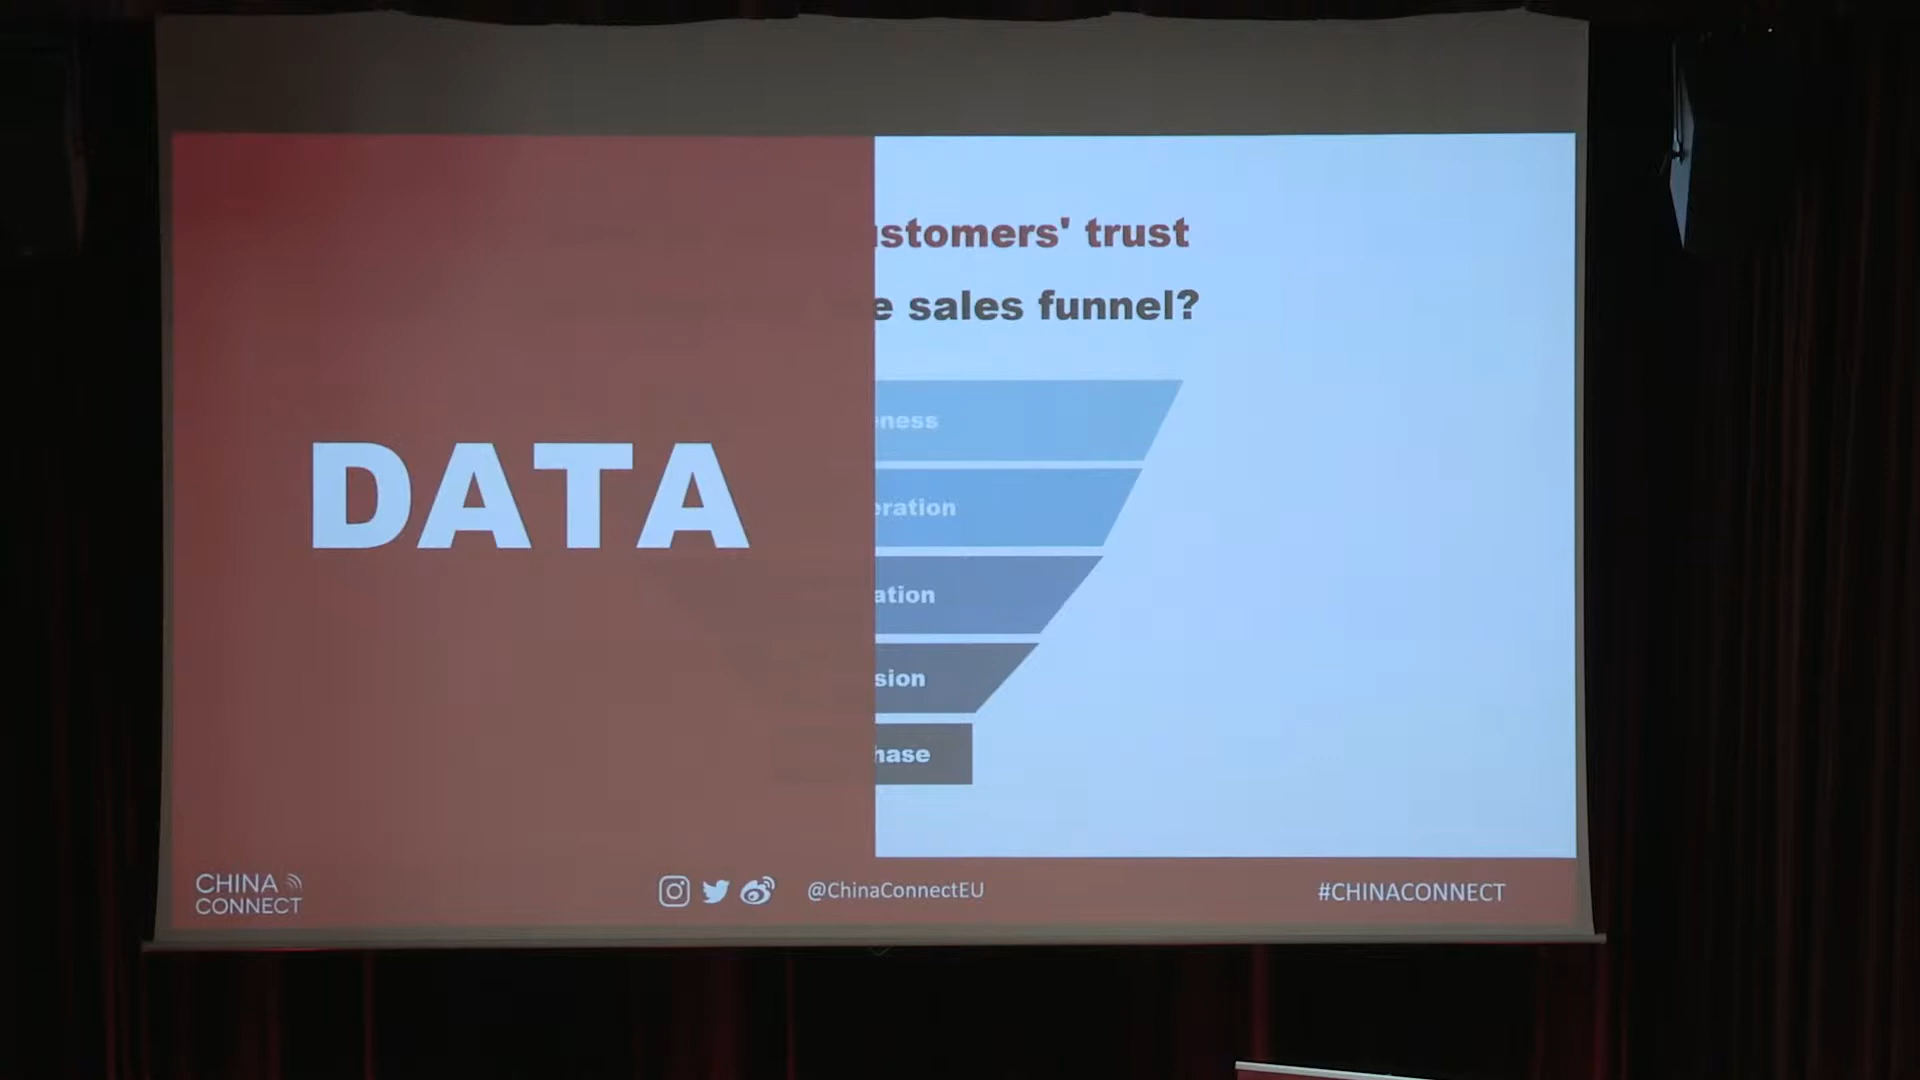 DATA
stomers' trust
e sales funnel?
ness
eration
ation
sion
hase
CHINA
CONNECT
@ChinaConnectEU
#CHINACONNECT